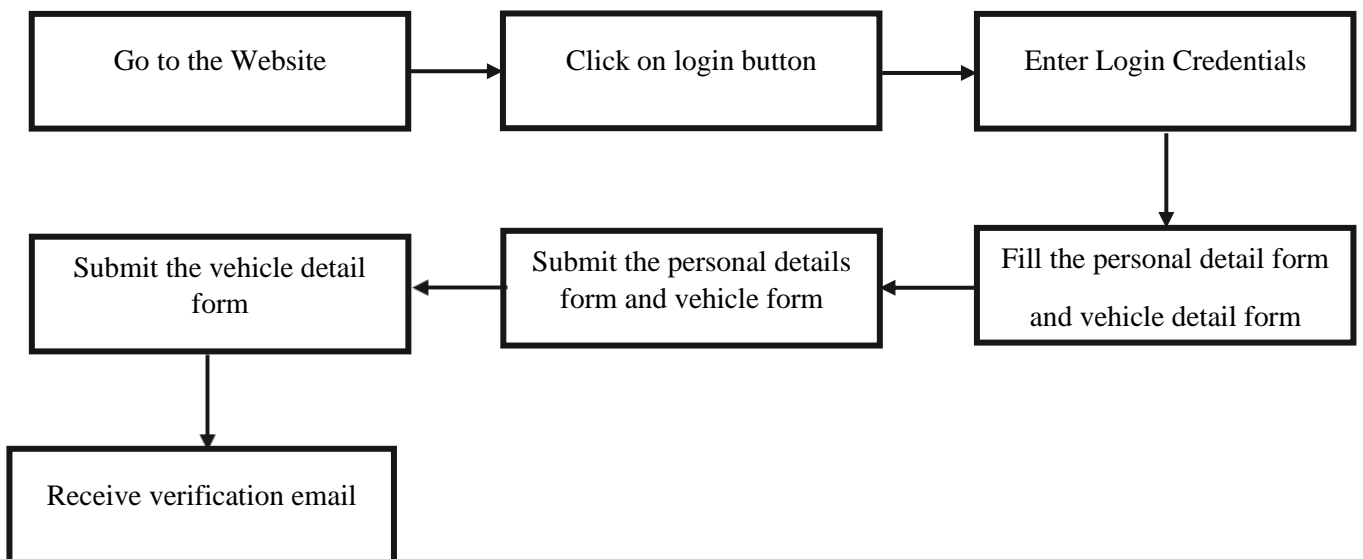 Go to the Website
Click on login button
Enter Login Credentials
Fill the personal detail form
and vehicle detail form
Submit the personal details
form and vehicle form
Submit the vehicle detail
form
Receive verification email